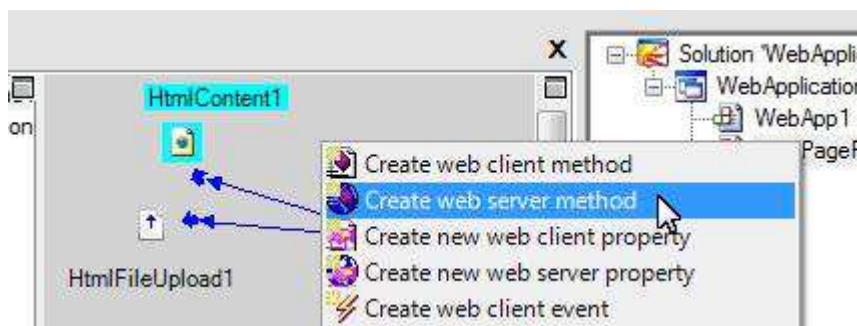 on
HtmlContent1
HtmlFileUpload1
Solution 'WebAppli
WebApplication
WebApp1
PageF
Create web client method
Create web server method
Create new web client property
Create new web server property
Create web client event